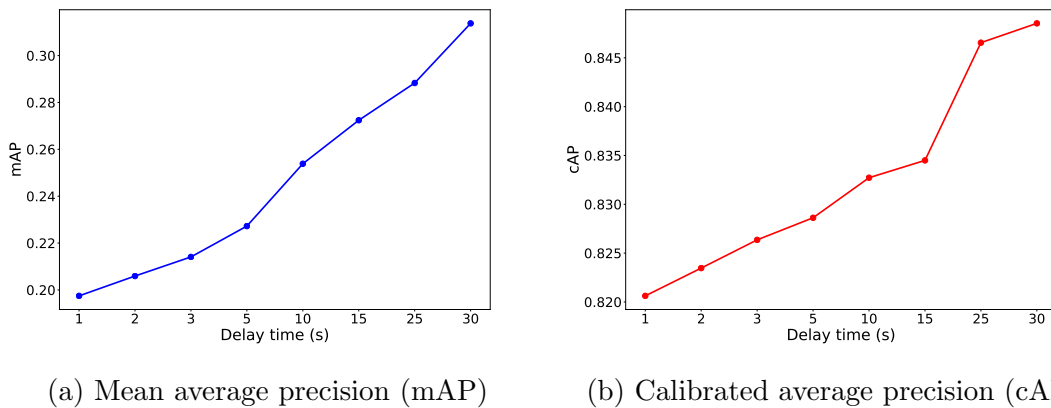 0.30
0.28
0.26
0.24
0.22
0.20
mAP
1 2 3 5 10 15 25 30
Delay time (s)
(a) Mean average precision (mAP)
0.845
0.840
0.835
0.830
0.825
0.820
cAP
1 2 3 5 10 15 25 30
Delay time (s)
(b) Calibrated average precision (cA